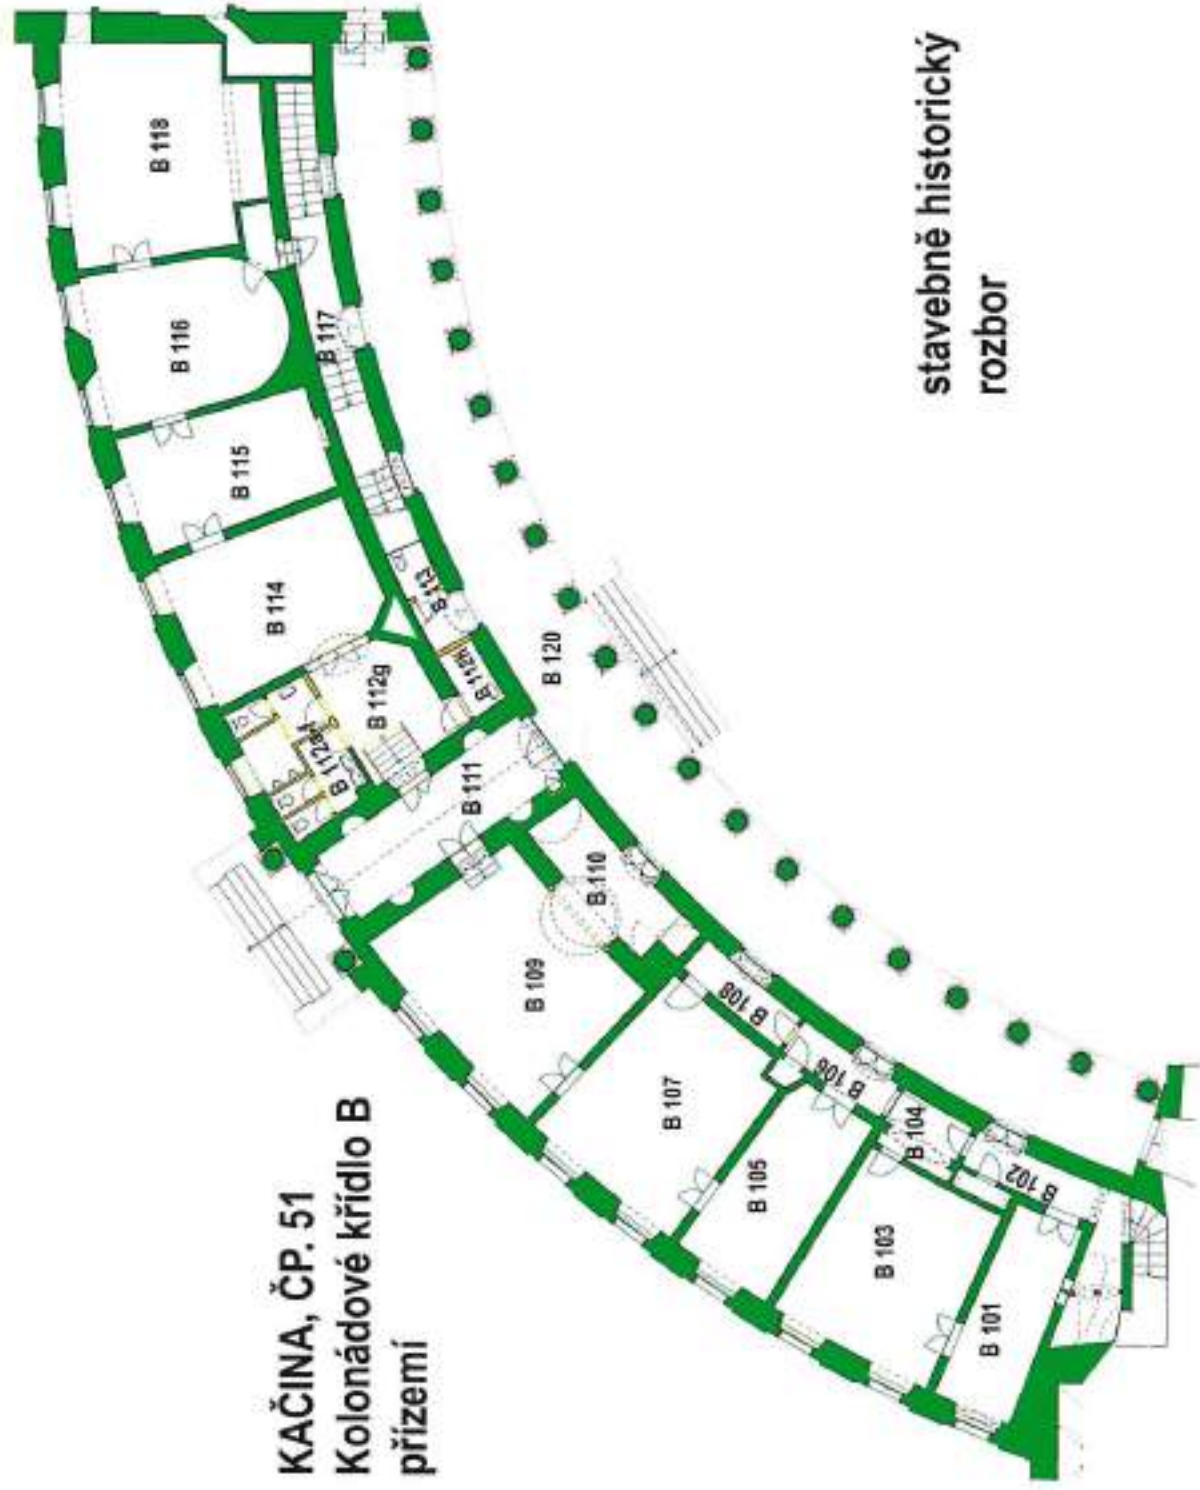 KAČINA, ČP. 51
Kolonádové křídlo B
přízemí
stavebně historický
rozbor
B 101
B 102
B 103
B 104
B 105
B 106
B 107
B 108
B 109
B 110
B 111
B 112g
B 112h
B 113
B 114
B 115
B 116
B 117
B 118
B 120